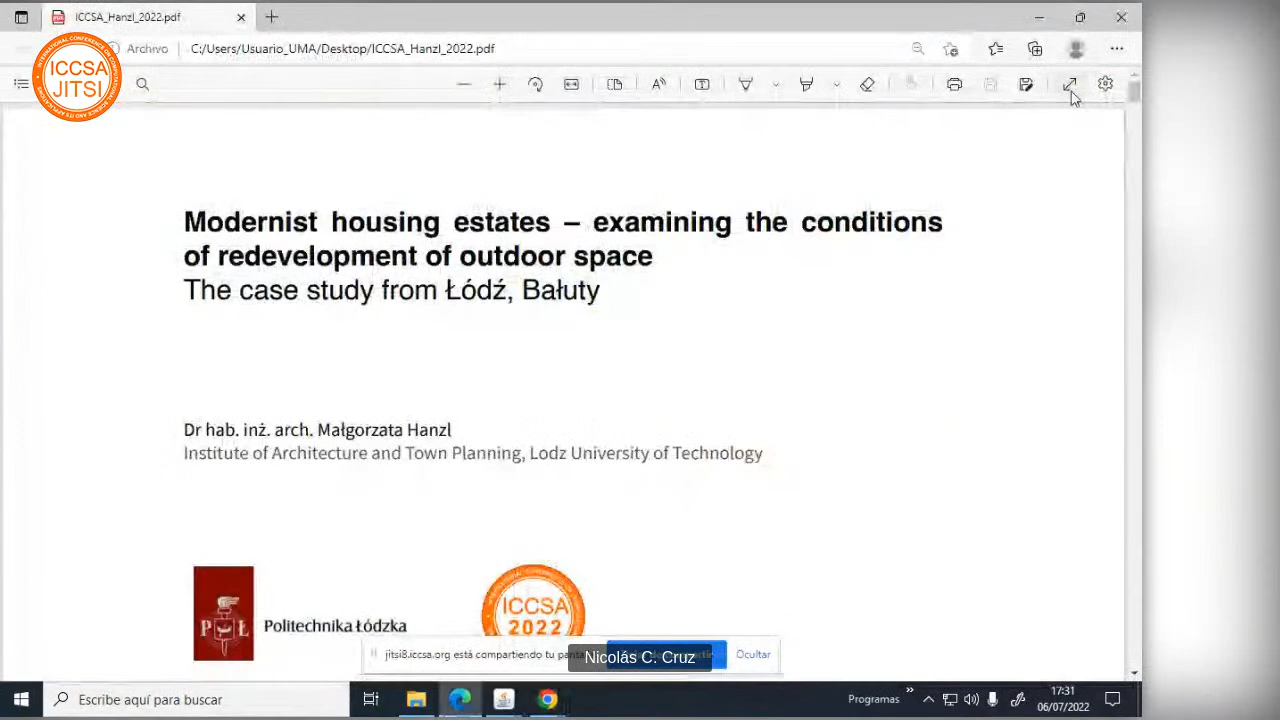 ICCSA_Hanzl_2022.pdf
Archivo
C:/Users/Usuario_UMA/Desktop/ICCSA_Hanzl_2022.pdf
ICCSA
JITSI
Modernist housing estates – examining the conditions
of redevelopment of outdoor space
The case study from Łódź, Bałuty
Dr hab. inż. arch. Małgorzata Hanzl
Institute of Architecture and Town Planning, Lodz University of Technology
ICCSA
2022
P Ł
Politechnika Łódzka
jitsi8.iccsa.org está compartiendo tu
Ocultar
Nicolás C. Cruz
Escribe aquí para buscar
Programas
17:31
06/07/2022